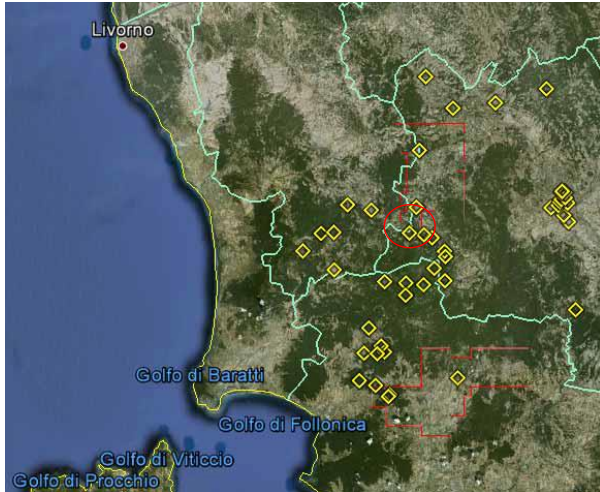 Livorno
Golfo di Baratti
Golfo di Follonica
Golfo di Viticcio
Golfo di Procchio